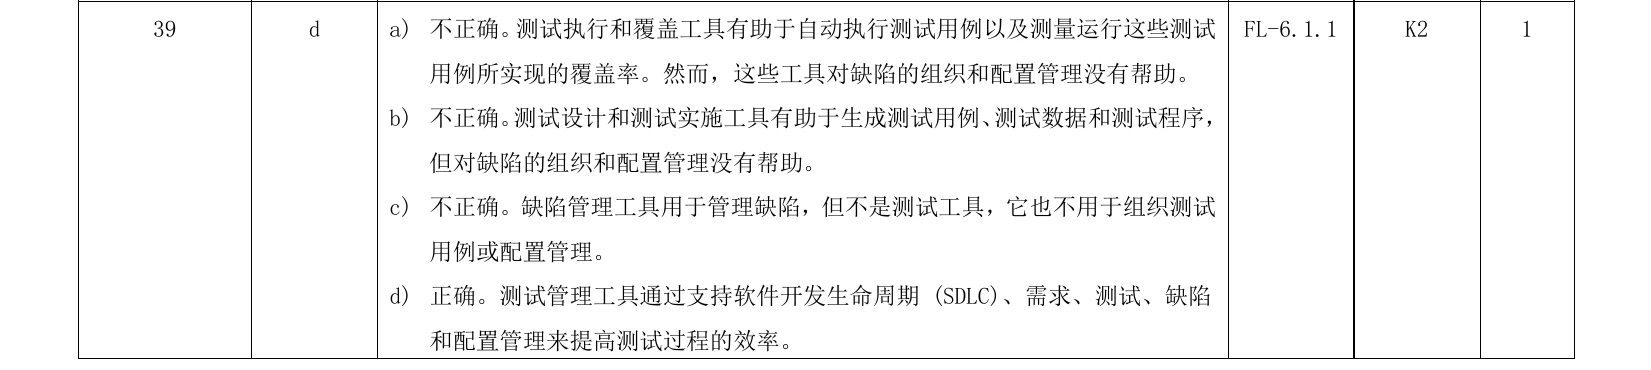 39 d a) 不正确。测试执行和覆盖工具有助于自动执行测试用例以及测量运行这些测试 FL-6.1.1 K2 1
用例所实现的覆盖率。然而，这些工具对缺陷的组织和配置管理没有帮助。
b) 不正确。测试设计和测试实施工具有助于生成测试用例、测试数据和测试程序，
但对缺陷的组织和配置管理没有帮助。
c) 不正确。缺陷管理工具用于管理缺陷，但不是测试工具，它也不用于组织测试
用例或配置管理。
d) 正确。测试管理工具通过支持软件开发生命周期 (SDLC)、需求、测试、缺陷
和配置管理来提高测试过程的效率。